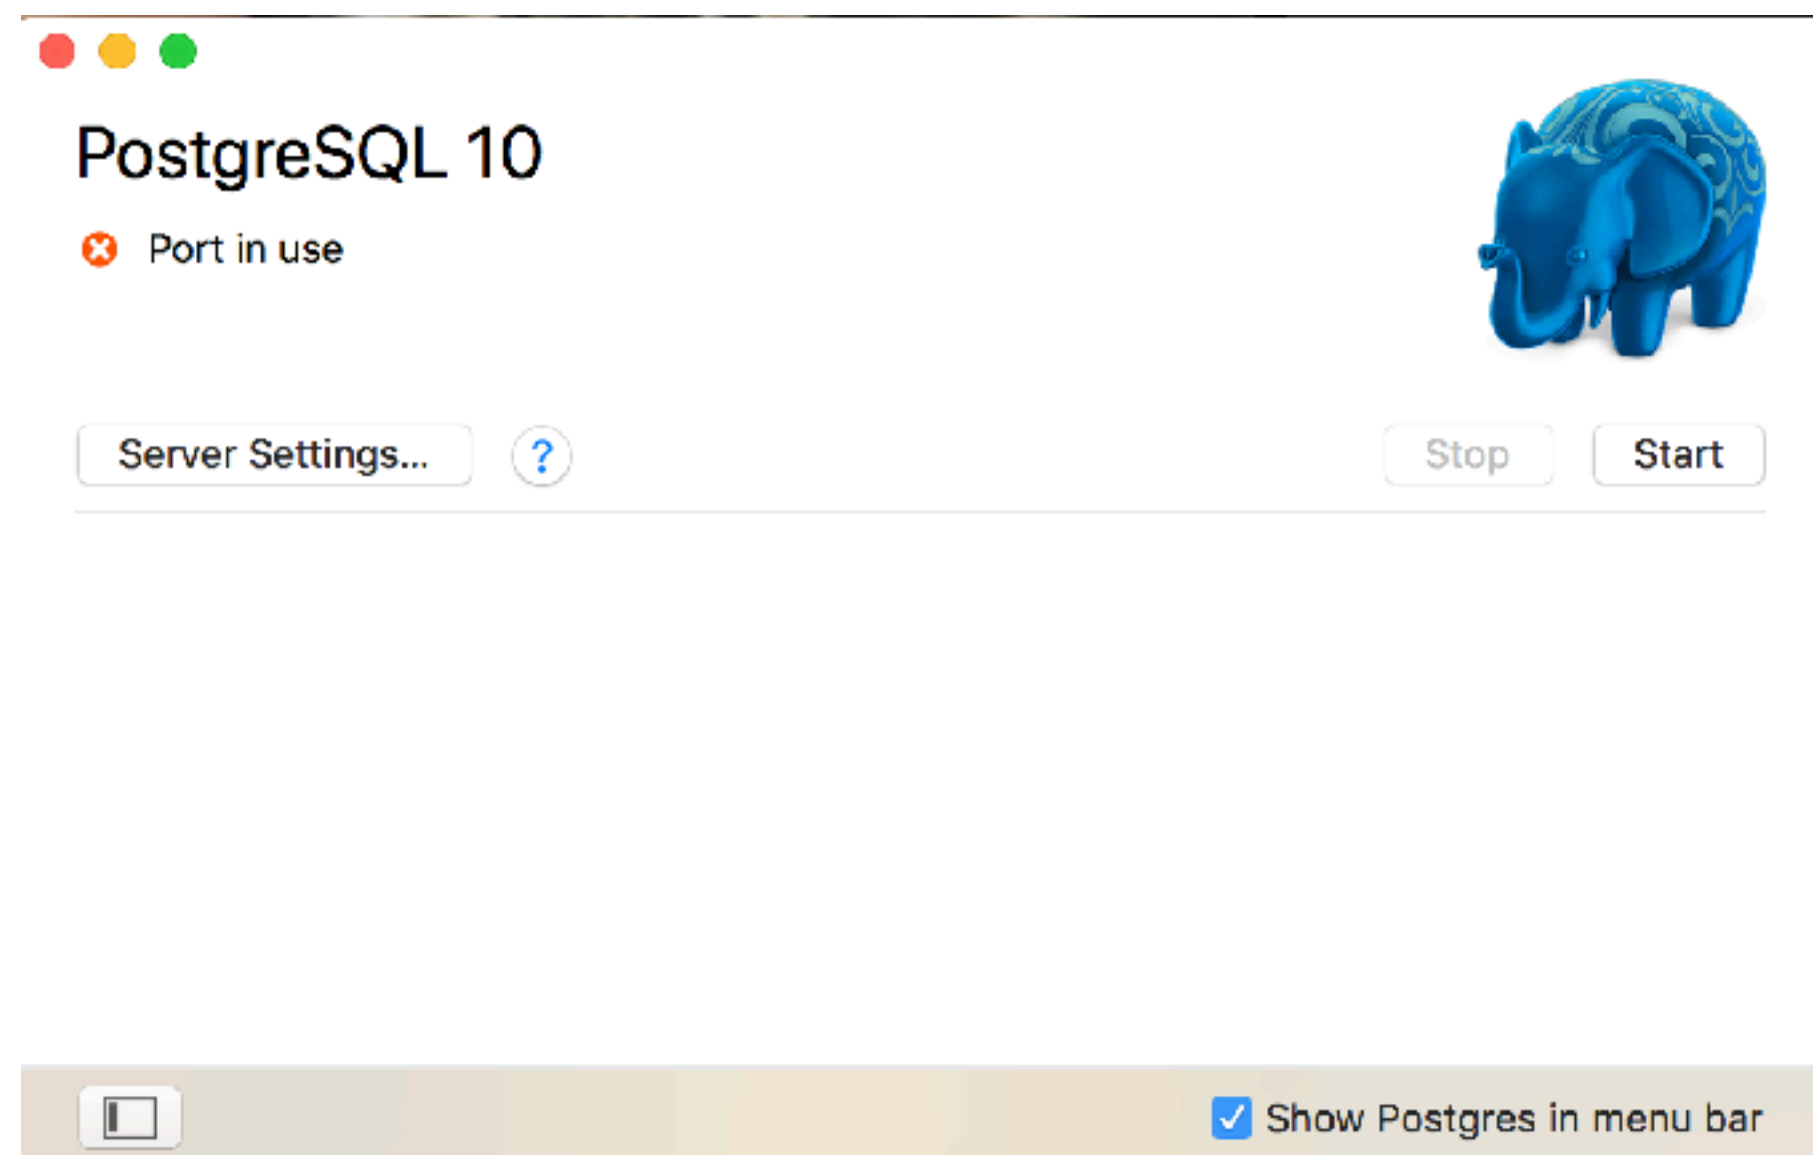 PostgreSQL 10
Port in use
Server Settings...
?
Stop
Start
Show Postgres in menu bar